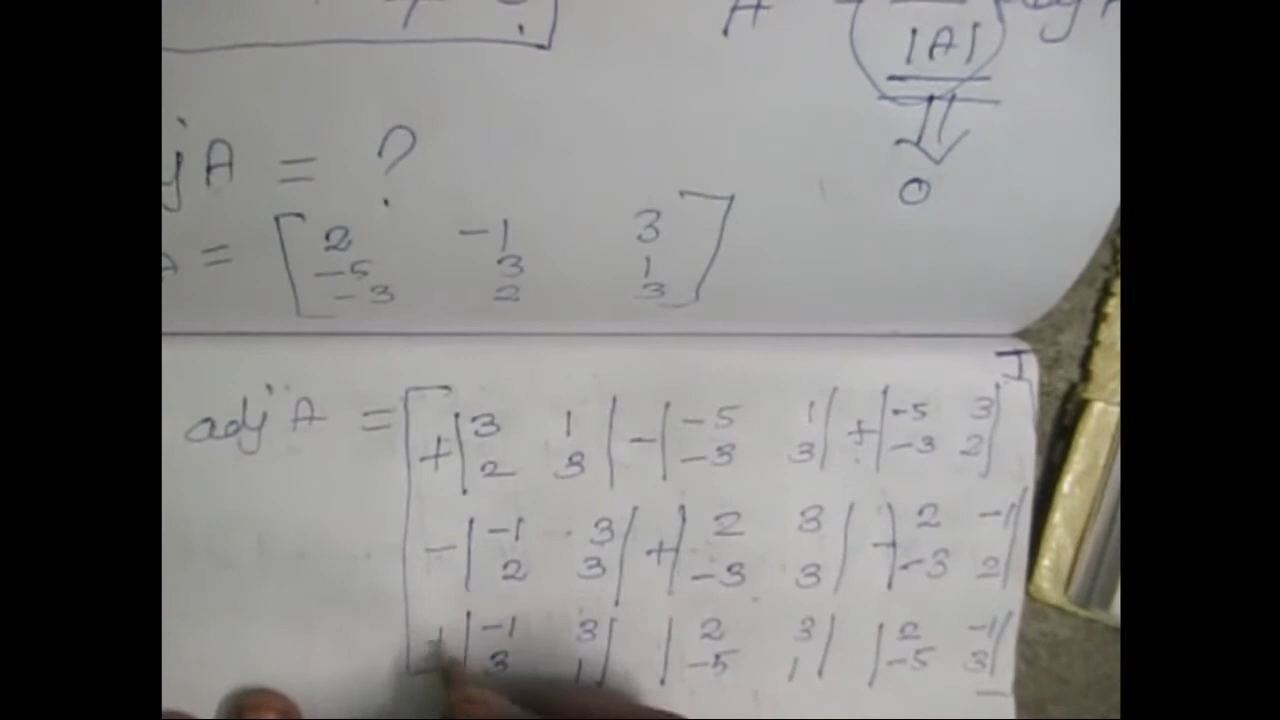 |A|
0
jA = ?
A = [ 2 -1 3
-5 3 1
-3 2 3 ]
adj A = [ +| 3 1 | -| -5 1 | +| -5 3 |
| 2 3 | | -3 3 | | -3 2 |
-| -1 3 | +| 2 3 | -| 2 -1 |
| 2 3 | | -3 3 | | -3 2 |
+| -1 3 | | 2 3 | | 2 -1 |
| 3 1 | | -5 1 | | -5 3 | ]